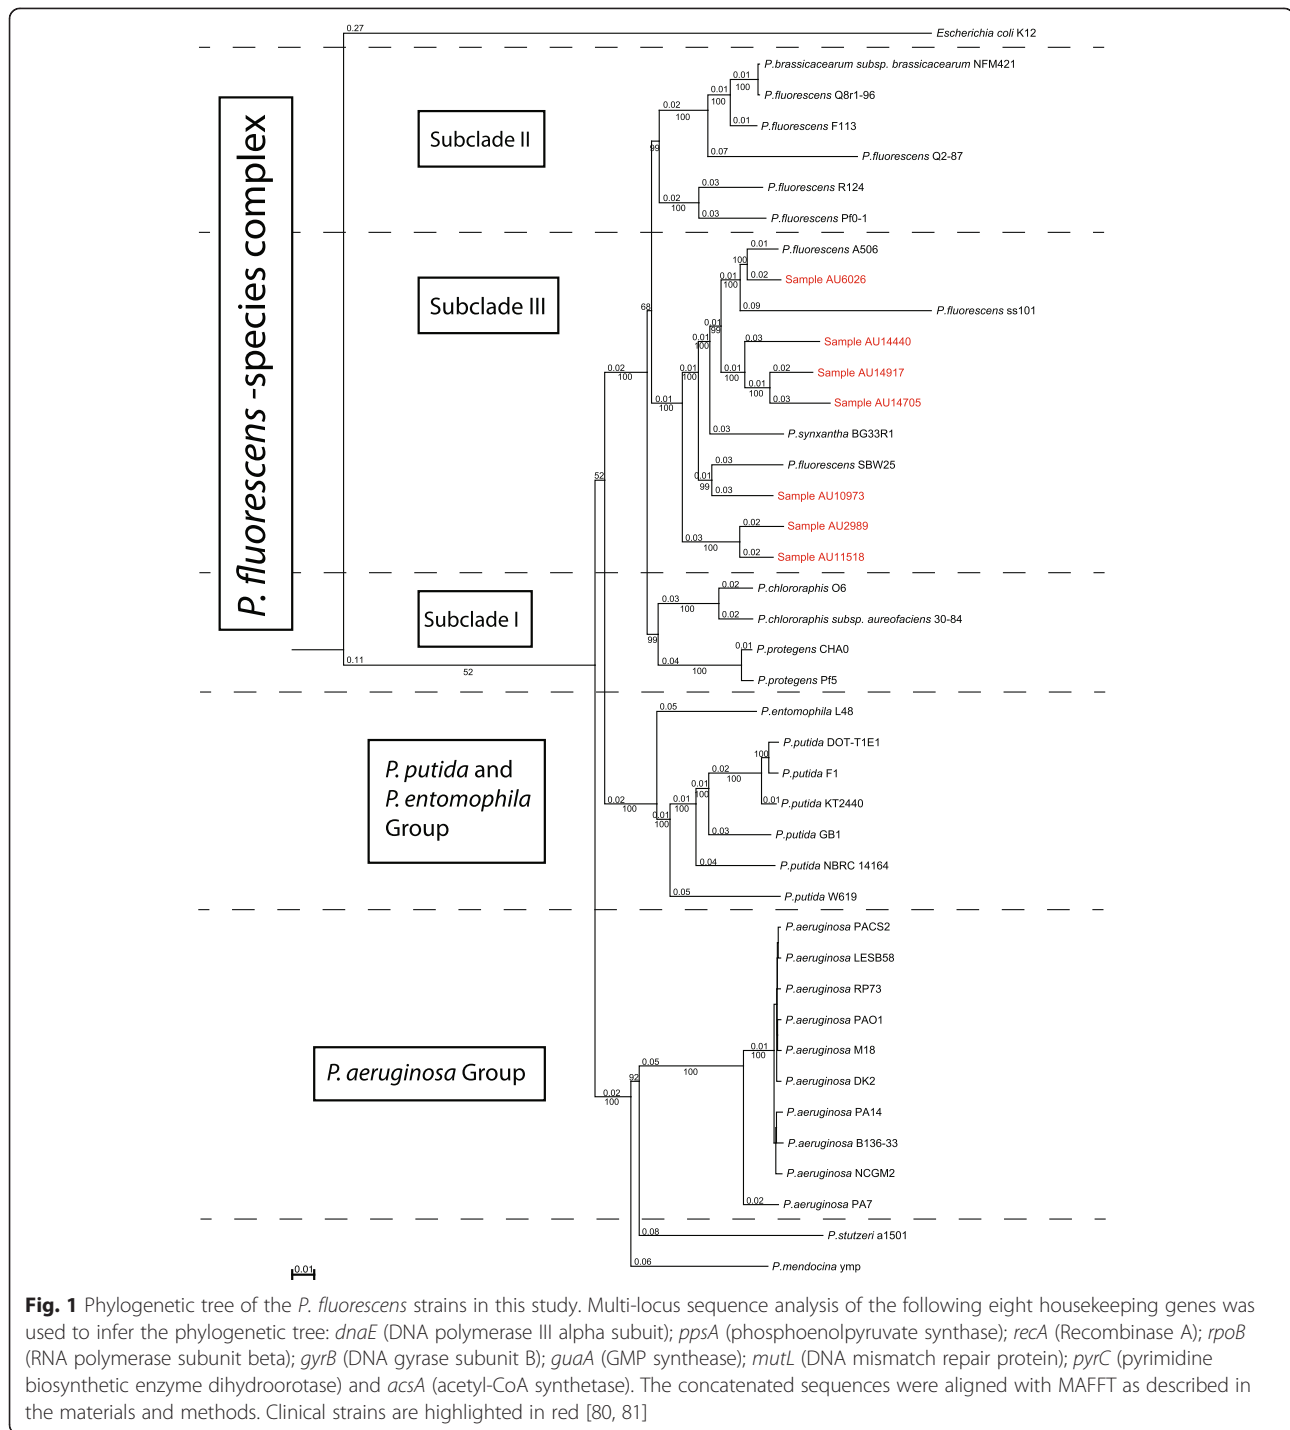 0.27
Escherichia coli K12
P. fluorescens -species complex
Subclade II
P.brassicacearum subsp. brassicacearum NFM421
0.01
100
P.fluorescens Q8r1-96
0.01
100
0.02
100
0.01
P.fluorescens F113
99
0.07
P.fluorescens Q2-87
0.03
P.fluorescens R124
0.02
100
0.03
P.fluorescens Pf0-1
Subclade III
0.01
P.fluorescens A506
100
0.01
100
0.02
Sample AU6026
68
0.09
P.fluorescens ss101
0.01
99
0.01
100
0.03
Sample AU14440
0.02
100
0.01
100
0.01
100
0.02
Sample AU14917
0.01
100
0.03
Sample AU14705
0.01
100
0.03
P.synxantha BG33R1
0.03
P.fluorescens SBW25
52
0.01
99
0.03
Sample AU10973
0.02
Sample AU2989
0.03
100
0.02
Sample AU11518
Subclade I
0.02
P.chlororaphis O6
0.03
100
0.02
P.chlororaphis subsp. aureofaciens 30-84
99
0.01
P.protegens CHA0
0.11
52
0.04
100
P.protegens Pf5
0.05
P.entomophila L48
P. putida and
P. entomophila
Group
P.putida DOT-T1E1
100
0.02
100
P.putida F1
0.01
100
0.01
100
0.02
100
0.01
P.putida KT2440
0.01
100
0.03
P.putida GB1
0.04
P.putida NBRC 14164
0.05
P.putida W619
P.aeruginosa PACS2
P.aeruginosa LESB58
P.aeruginosa RP73
P.aeruginosa PAO1
0.01
100
P.aeruginosa M18
P. aeruginosa Group
0.05
100
92
P.aeruginosa DK2
0.02
100
P.aeruginosa PA14
P.aeruginosa B136-33
P.aeruginosa NCGM2
0.02
P.aeruginosa PA7
0.08
P.stutzeri a1501
0.06
P.mendocina ymp
0.01
Fig. 1 Phylogenetic tree of the P. fluorescens strains in this study. Multi-locus sequence analysis of the following eight housekeeping genes was
used to infer the phylogenetic tree: dnaE (DNA polymerase III alpha subuit); ppsA (phosphoenolpyruvate synthase); recA (Recombinase A); rpoB
(RNA polymerase subunit beta); gyrB (DNA gyrase subunit B); guaA (GMP synthease); mutL (DNA mismatch repair protein); pyrC (pyrimidine
biosynthetic enzyme dihydroorotase) and acsA (acetyl-CoA synthetase). The concatenated sequences were aligned with MAFFT as described in
the materials and methods. Clinical strains are highlighted in red [80, 81]